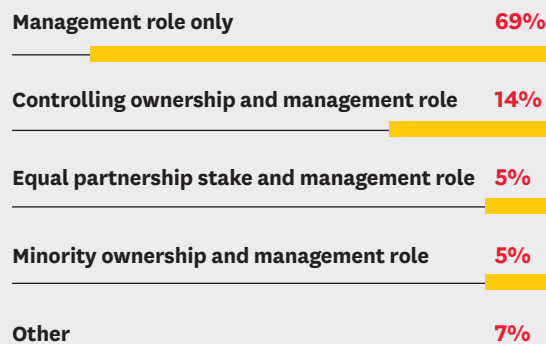 Management role only 69%
Controlling ownership and management role 14%
Equal partnership stake and management role 5%
Minority ownership and management role 5%
Other 7%